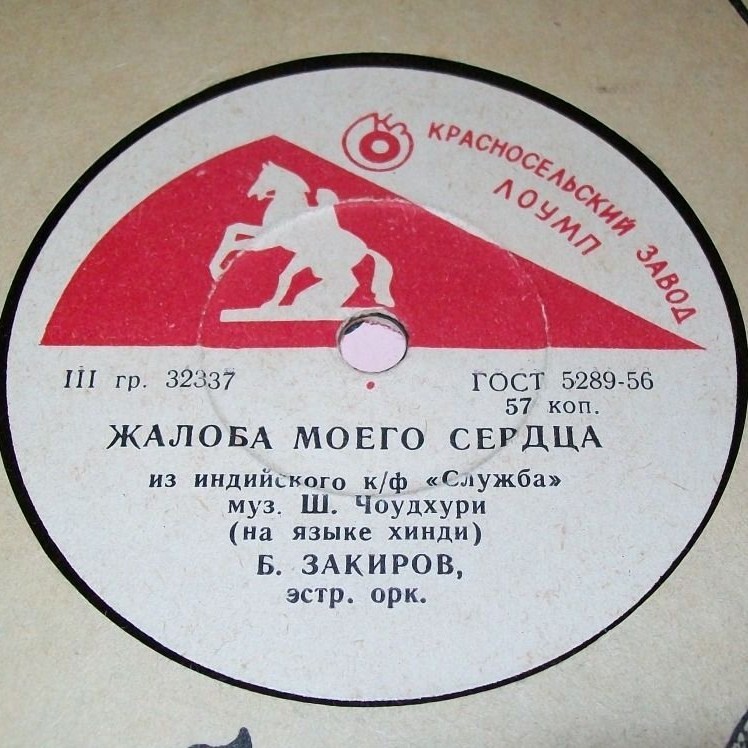 КРАСНОСЕЛЬСКИЙ ЗАВОД
ЛОУМП
III гр. 32337
ГОСТ 5289-56
57 коп.
ЖАЛОБА МОЕГО СЕРДЦА
из индийского к/ф «Служба»
муз. Ш. Чоудхури
(на языке хинди)
Б. ЗАКИРОВ,
эстр. орк.